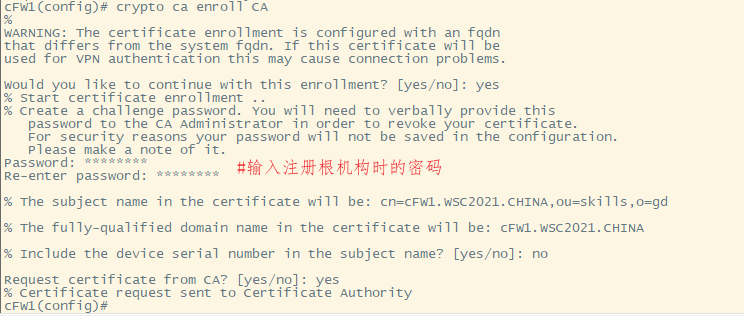 cFW1(config)# crypto ca enroll CA
%
WARNING: The certificate enrollment is configured with an fqdn
that differs from the system fqdn. If this certificate will be
used for VPN authentication this may cause connection problems.
Would you like to continue with this enrollment? [yes/no]: yes
% Start certificate enrollment ..
% Create a challenge password. You will need to verbally provide this
password to the CA Administrator in order to revoke your certificate.
For security reasons your password will not be saved in the configuration.
Please make a note of it.
Password: ********
#输入注册根机构时的密码
Re-enter password: ********
% The subject name in the certificate will be: cn=cFW1.WSC2021.CHINA,ou=skills,o=gd
% The fully-qualified domain name in the certificate will be: cFW1.WSC2021.CHINA
% Include the device serial number in the subject name? [yes/no]: no
Request certificate from CA? [yes/no]: yes
% Certificate request sent to Certificate Authority
cFW1(config)#